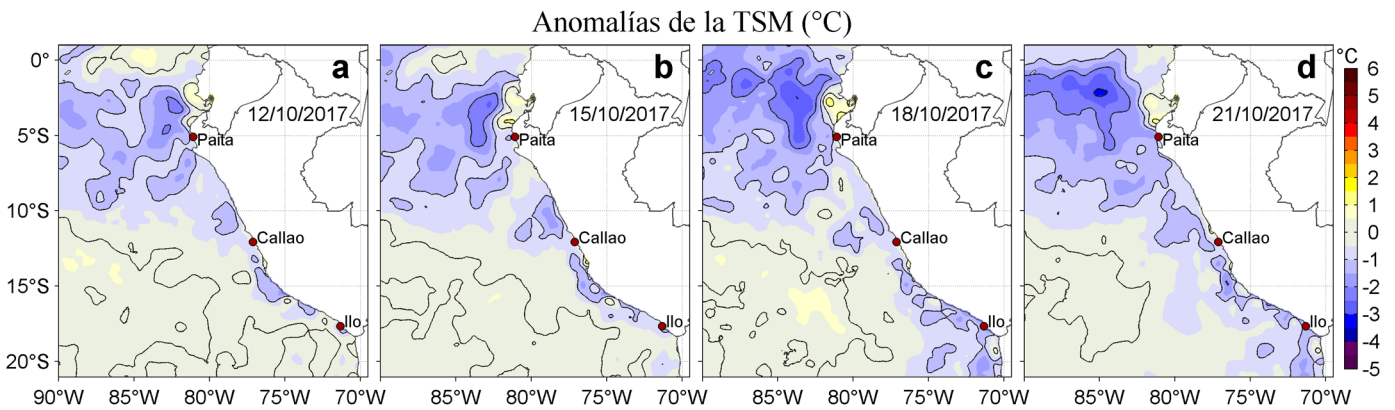 Anomalías de la TSM (°C)
a
b
c
d
12/10/2017
15/10/2017
18/10/2017
21/10/2017
Paita
Paita
Paita
Paita
Callao
Callao
Callao
Callao
Ilo
Ilo
Ilo
Ilo
0°
5°S
10°S
15°S
20°S
90°W 85°W 80°W 75°W 70°W
85°W 80°W 75°W 70°W
85°W 80°W 75°W 70°W
85°W 80°W 75°W 70°W
°C
6
5
4
3
2
1
0
-1
-2
-3
-4
-5